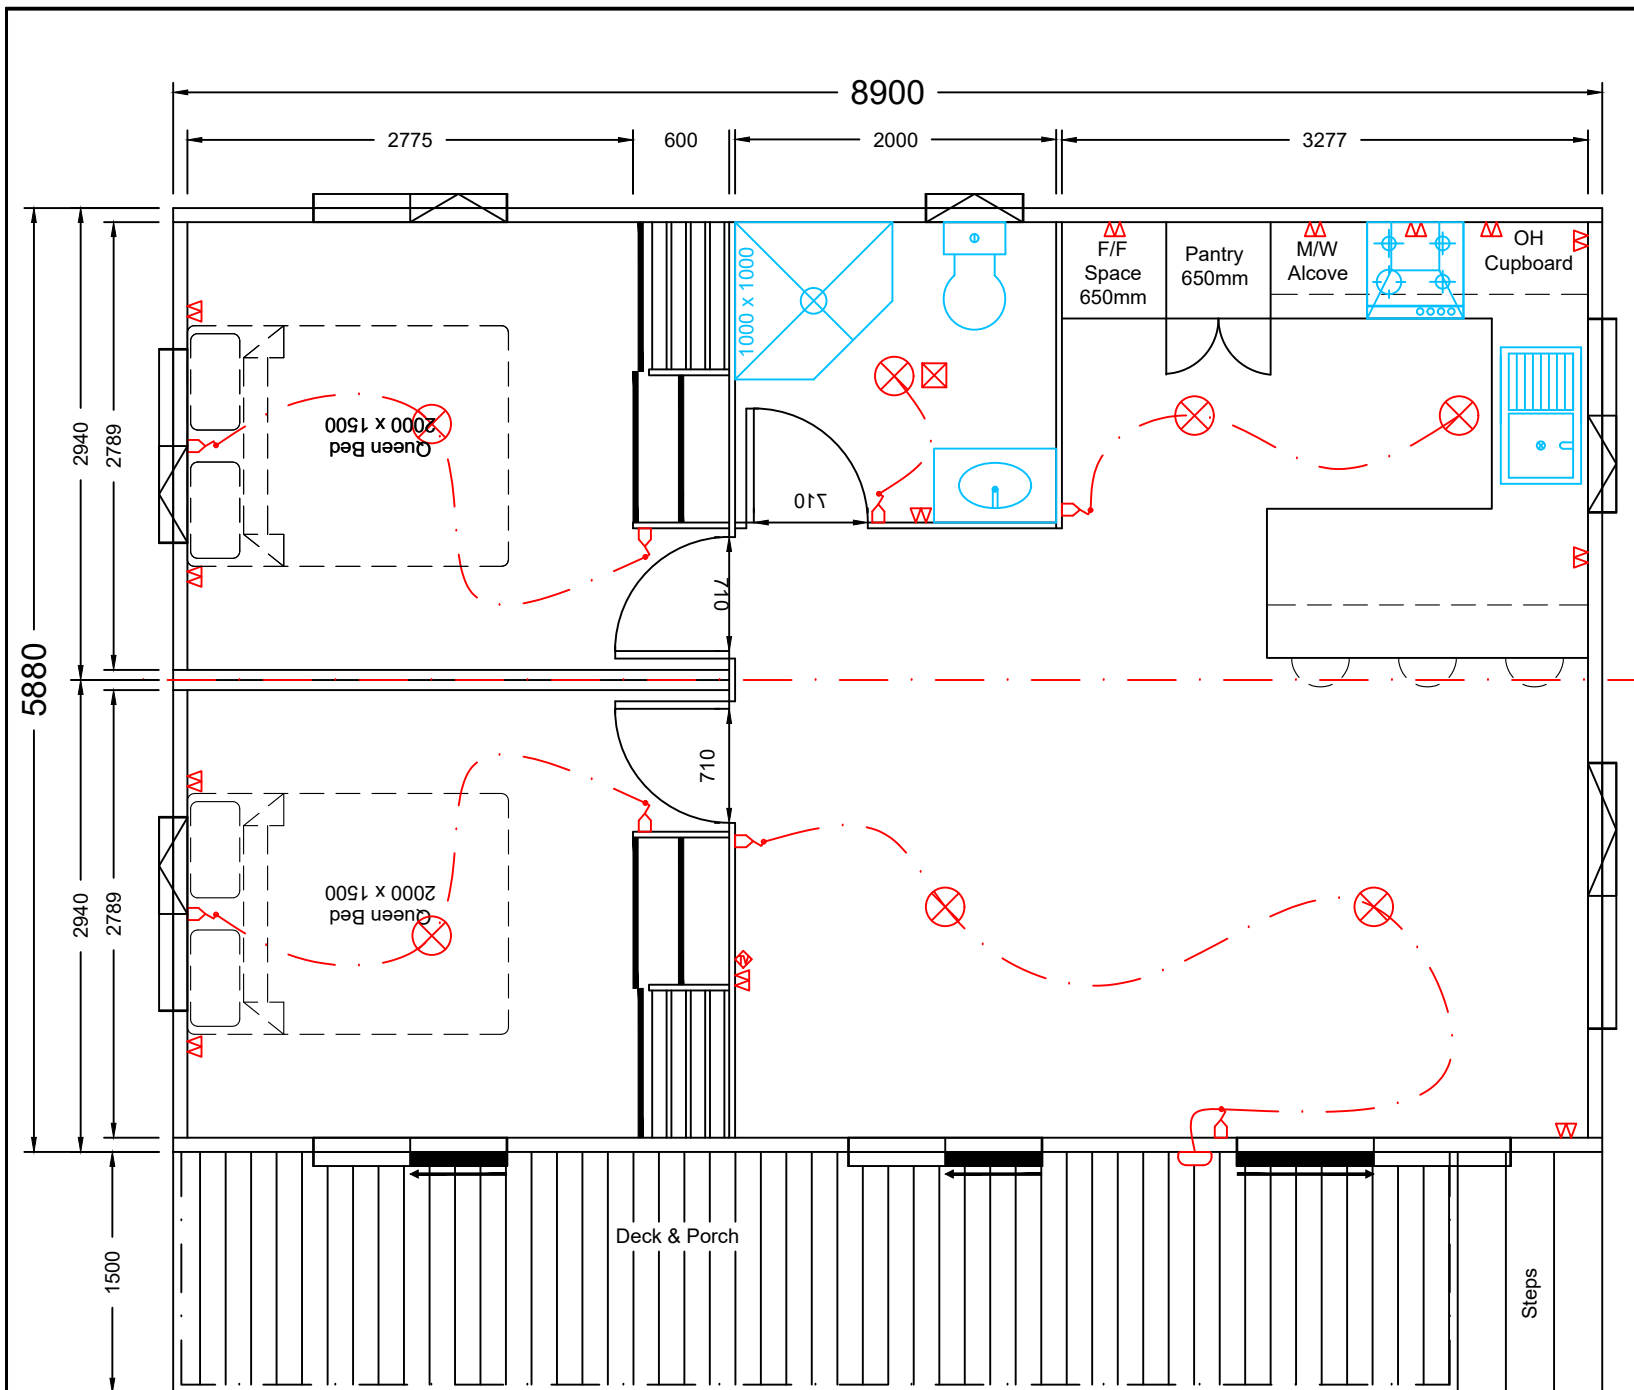 8900
2775
600
2000
3277
5880
2940
2789
2940
2789
1500
1000 x 1000
F/F
Space
650mm
Pantry
650mm
M/W
Alcove
OH
Cupboard
Queen Bed
2000 x 1500
710
710
710
Queen Bed
2000 x 1500
Deck & Porch
Steps